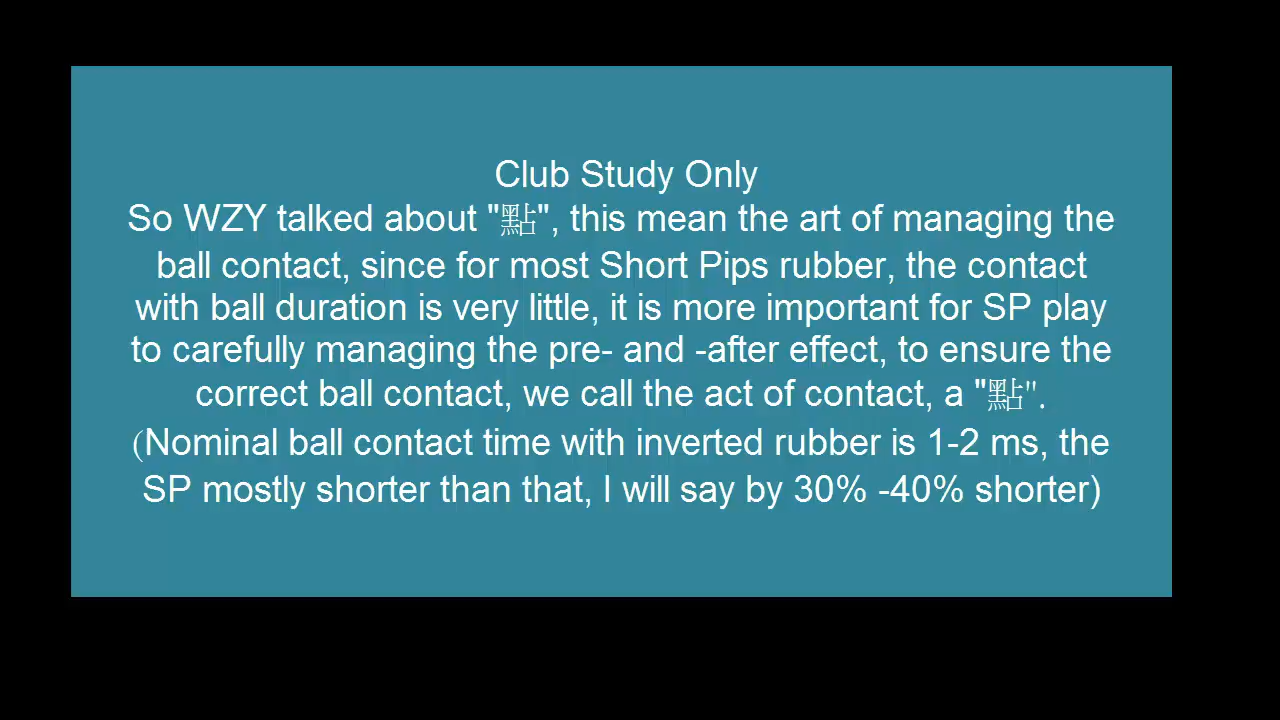 Club Study Only
So WZY talked about "點", this mean the art of managing the
ball contact, since for most Short Pips rubber, the contact
with ball duration is very little, it is more important for SP play
to carefully managing the pre- and -after effect, to ensure the
correct ball contact, we call the act of contact, a "點".
(Nominal ball contact time with inverted rubber is 1-2 ms, the
SP mostly shorter than that, I will say by 30% -40% shorter)